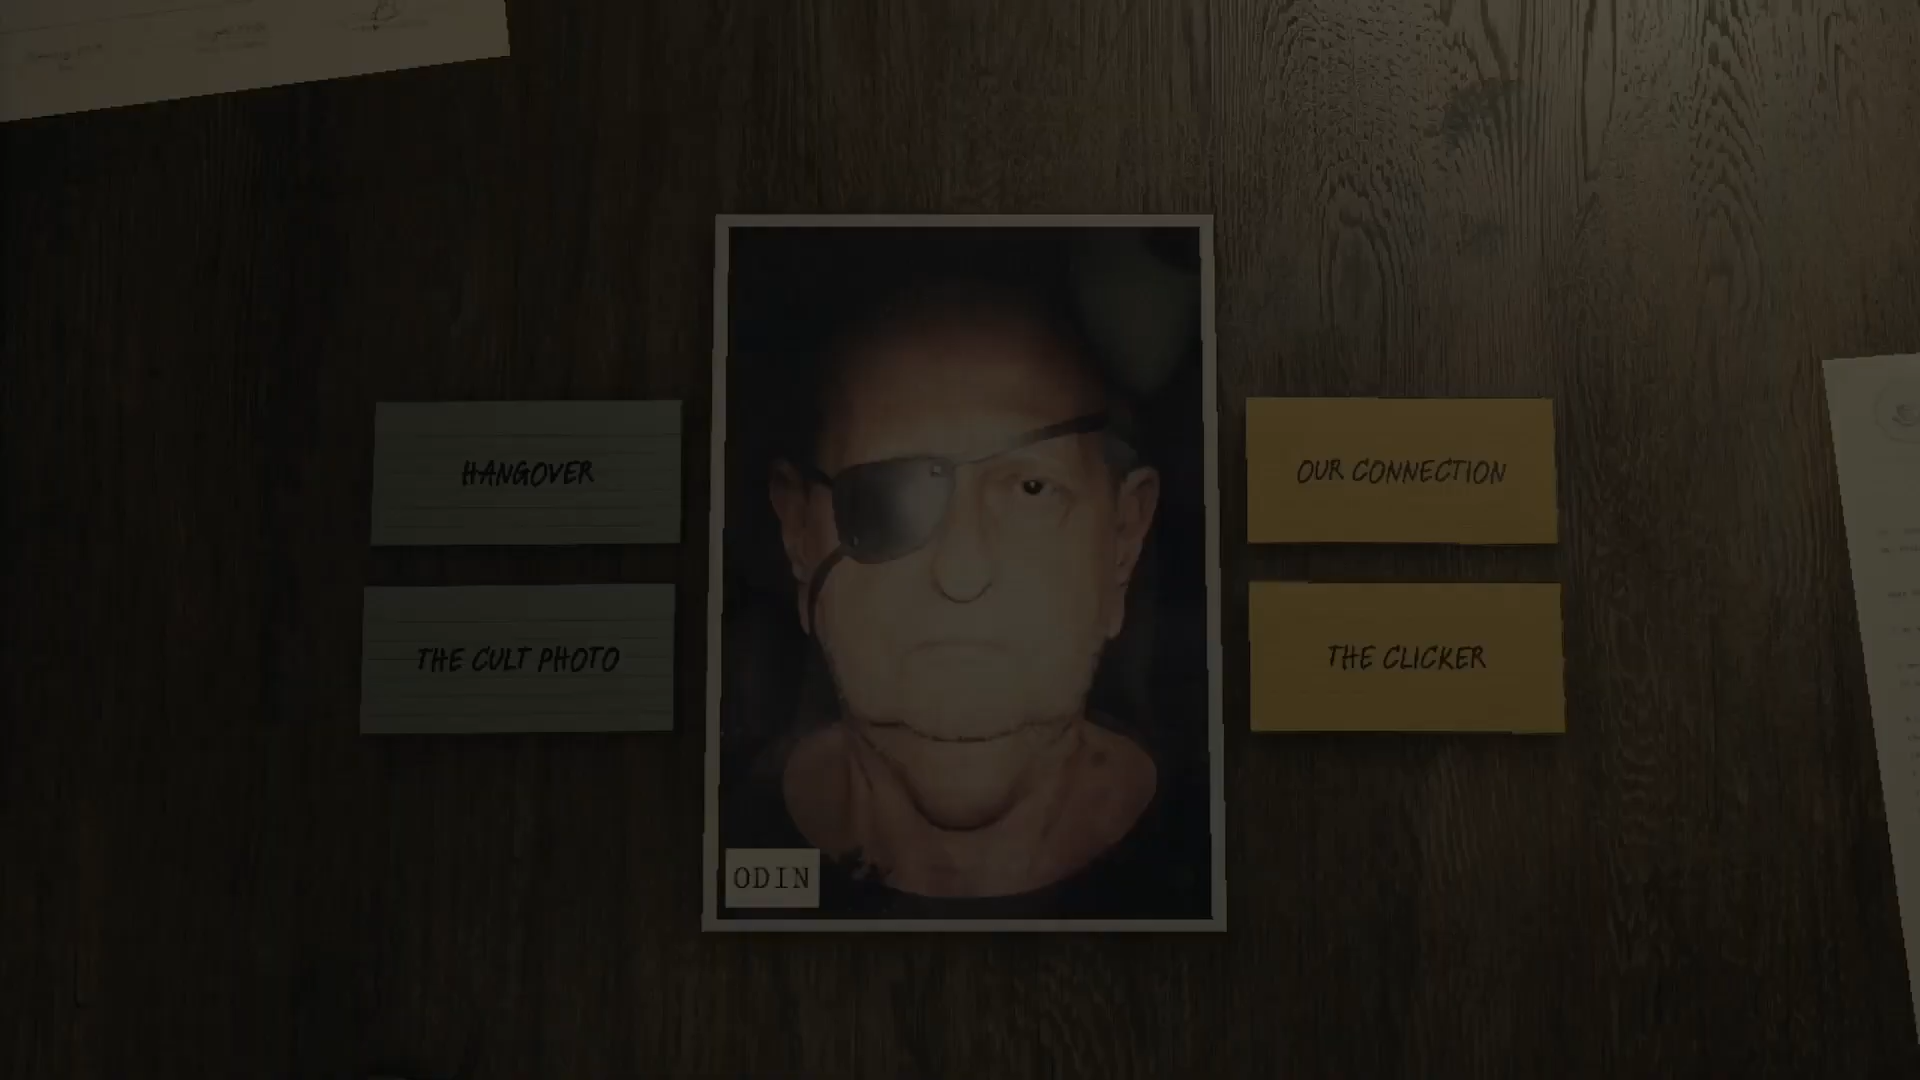 HANGOVER
OUR CONNECTION
THE CULT PHOTO
THE CLICKER
ODIN